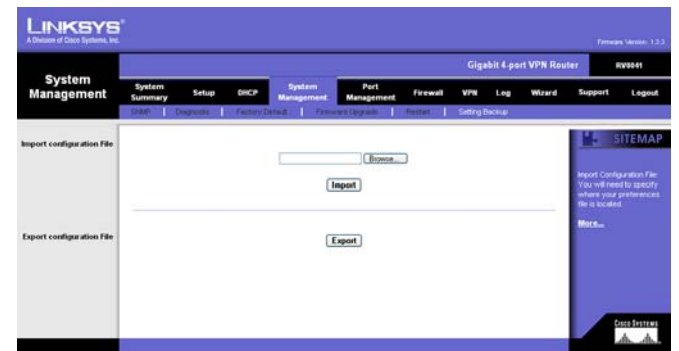 LINKSYS®
A Division of Cisco Systems, Inc.
Firmware Version: 1.3.3
Gigabit 4-port VPN Router
RV0041
System Management
System Summary
Setup
DHCP
System Management
Port Management
Firewall
VPN
Log
Wizard
Support
Logout
SNMP | Diagnostic | Factory Default | Firmware Upgrade | Restart | Setting Backup
Import configuration File
Browse...
Import
SITEMAP
Import Configuration File:
You will need to specify
where your preferences
file is located.
More...
Export configuration File
Export
CISCO SYSTEMS